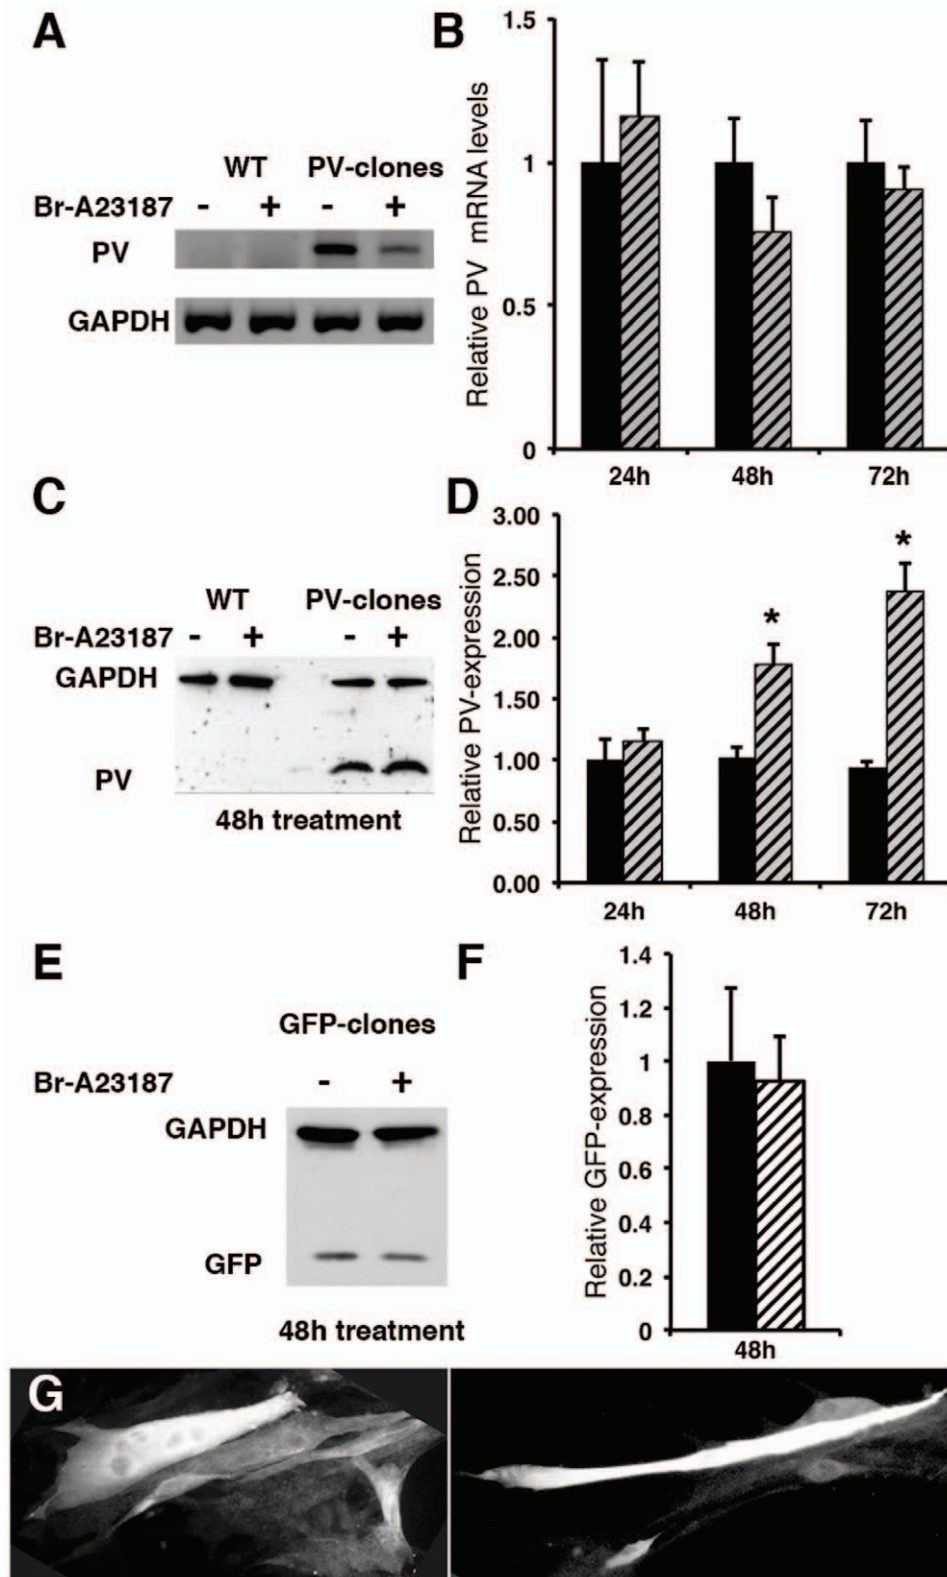 A
WT PV-clones
Br-A23187 - + - +
PV
GAPDH
B
Relative PV mRNA levels
1.5
1
0.5
0
24h 48h 72h
C
WT PV-clones
Br-A23187 - + - +
GAPDH
PV
48h treatment
D
Relative PV-expression
3.00
2.50
2.00
1.50
1.00
0.50
0.00
* *
24h 48h 72h
E
GFP-clones
Br-A23187 - +
GAPDH
GFP
48h treatment
F
Relative GFP-expression
1.4
1.2
1
0.8
0.6
0.4
0.2
0
48h
G